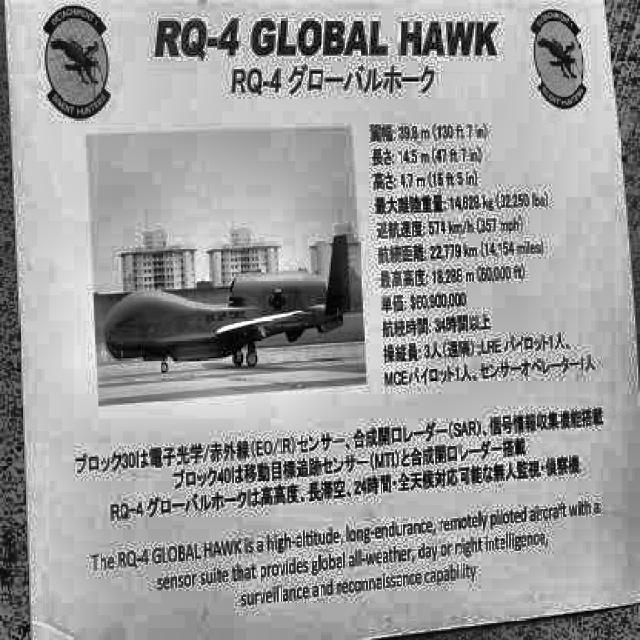 RQ-4 GLOBAL HAWK
RQ-4 グローバルホーク
翼幅: 39.8 m (130 ft 7 in)
長さ: 14.5 m (47 ft 7 in)
高さ: 4.7 m (15 ft 5 in)
最大離陸重量: 14,628 kg (32,250 lbs)
巡航速度: 574 km/h (357 mph)
航続距離: 22,779 km (14,154 miles)
最高高度: 18,288 m (60,000 ft)
単価: $60,900,000
航続時間: 34時間以上
操縦員: 3人(遠隔): LRE パイロット1人、
MCEパイロット1人、センサーオペレーター1人
ブロック30は電子光学/赤外線(EO/IR)センサー、合成開口レーダー(SAR)、信号情報収集機能搭載
ブロック40は移動目標追跡センサー(MTI)と合成開口レーダー搭載
RQ-4 グローバルホークは高高度、長滞空、24時間・全天候対応可能な無人監視・偵察機
The RQ-4 GLOBAL HAWK is a high-altitude, long-endurance, remotely piloted aircraft with a
sensor suite that provides global all-weather, day or night intelligence,
surveillance and reconnaissance capability